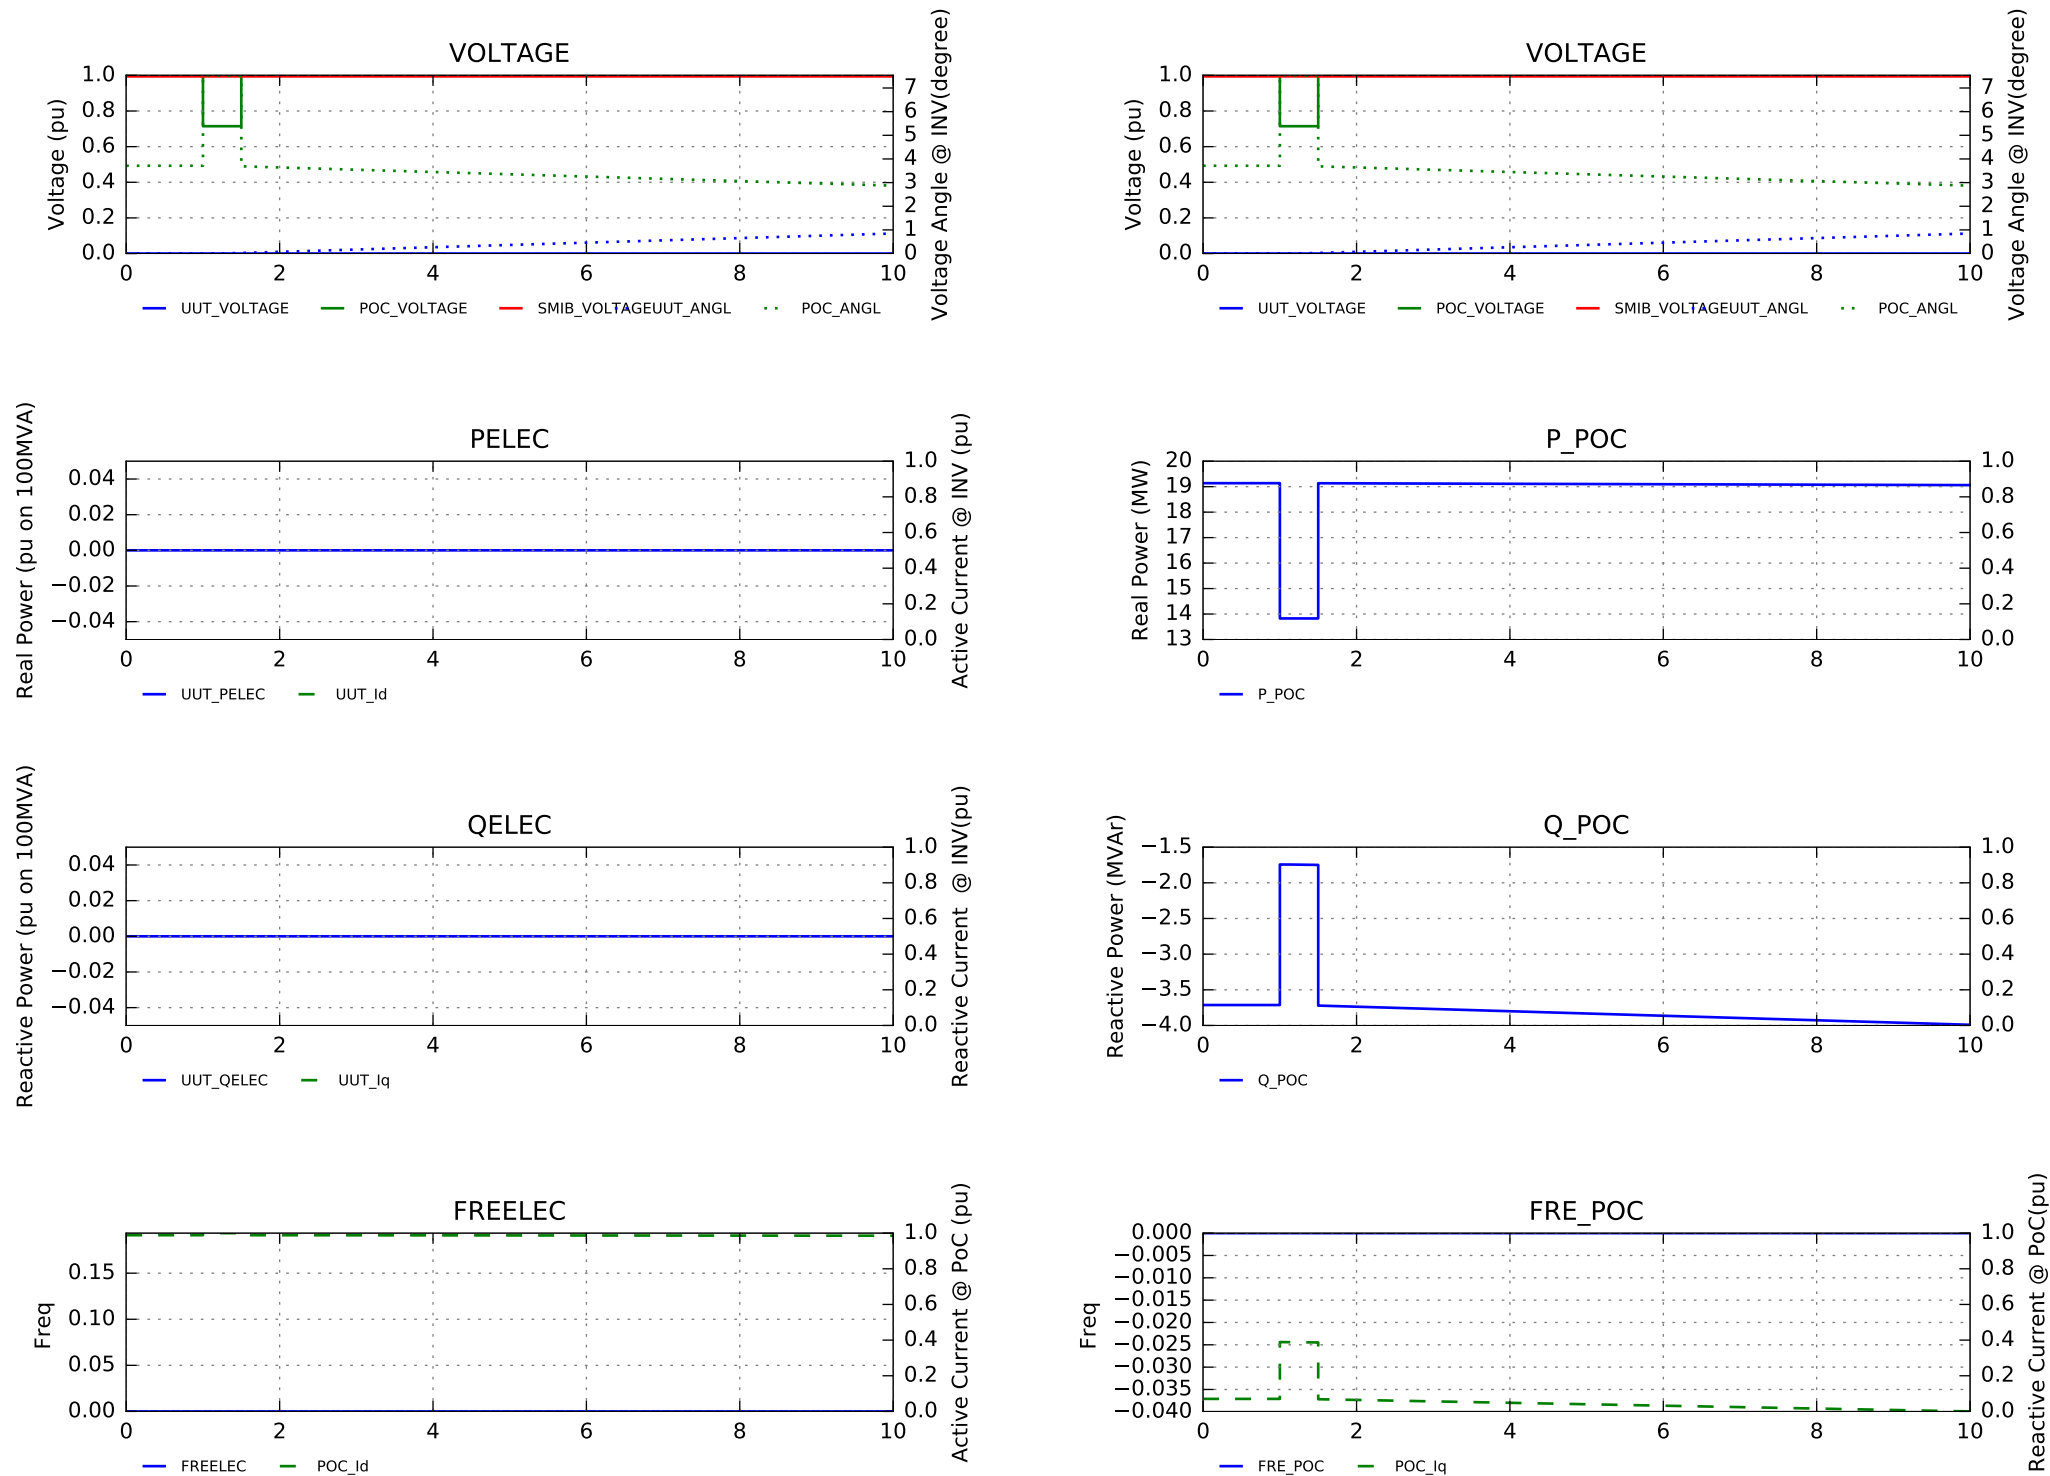 VOLTAGE
Voltage (pu)
1.0
0.8
0.6
0.4
0.2
0.0
7
6
5
4
3
2
1
0
Voltage Angle @ INV(degree)
0 2 4 6 8 10
UUT_VOLTAGE POC_VOLTAGE SMIB_VOLTAGE UUT_ANGL POC_ANGL
VOLTAGE
Voltage (pu)
1.0
0.8
0.6
0.4
0.2
0.0
7
6
5
4
3
2
1
0
Voltage Angle @ INV(degree)
0 2 4 6 8 10
UUT_VOLTAGE POC_VOLTAGE SMIB_VOLTAGE UUT_ANGL POC_ANGL
PELEC
Real Power (pu on 100MVA)
0.04
0.02
0.00
−0.02
−0.04
1.0
0.8
0.6
0.4
0.2
0.0
Active Current @ INV (pu)
0 2 4 6 8 10
UUT_PELEC UUT_Id
P_POC
Real Power (MW)
20
19
18
17
16
15
14
13
1.0
0.8
0.6
0.4
0.2
0.0
0 2 4 6 8 10
P_POC
QELEC
Reactive Power (pu on 100MVA)
0.04
0.02
0.00
−0.02
−0.04
1.0
0.8
0.6
0.4
0.2
0.0
Reactive Current @ INV(pu)
0 2 4 6 8 10
UUT_QELEC UUT_Iq
Q_POC
Reactive Power (MVAr)
−1.5
−2.0
−2.5
−3.0
−3.5
−4.0
1.0
0.8
0.6
0.4
0.2
0.0
0 2 4 6 8 10
Q_POC
FREELEC
Freq
0.15
0.10
0.05
0.00
1.0
0.8
0.6
0.4
0.2
0.0
Active Current @ PoC (pu)
0 2 4 6 8 10
FREELEC POC_Id
FRE_POC
Freq
0.000
−0.005
−0.010
−0.015
−0.020
−0.025
−0.030
−0.035
−0.040
1.0
0.8
0.6
0.4
0.2
0.0
Reactive Current @ PoC(pu)
0 2 4 6 8 10
FRE_POC POC_Iq